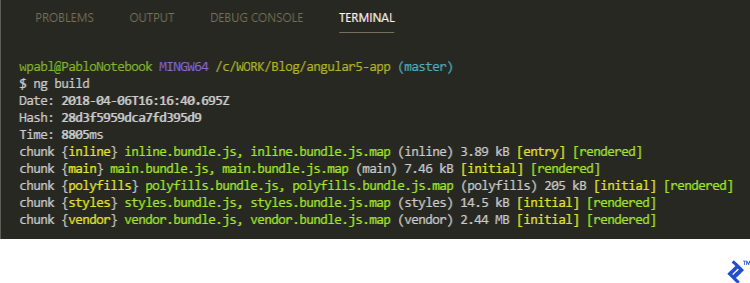 PROBLEMS OUTPUT DEBUG CONSOLE TERMINAL
wpabl@PabloNotebook MINGW64 /c/WORK/Blog/angular5-app (master)
$ ng build
Date: 2018-04-06T16:16:40.695Z
Hash: 28d3f5959dca7fd395d9
Time: 8805ms
chunk {inline} inline.bundle.js, inline.bundle.js.map (inline) 3.89 kB [entry] [rendered]
chunk {main} main.bundle.js, main.bundle.js.map (main) 7.46 kB [initial] [rendered]
chunk {polyfills} polyfills.bundle.js, polyfills.bundle.js.map (polyfills) 205 kB [initial] [rendered]
chunk {styles} styles.bundle.js, styles.bundle.js.map (styles) 14.5 kB [initial] [rendered]
chunk {vendor} vendor.bundle.js, vendor.bundle.js.map (vendor) 2.44 MB [initial] [rendered]
TM